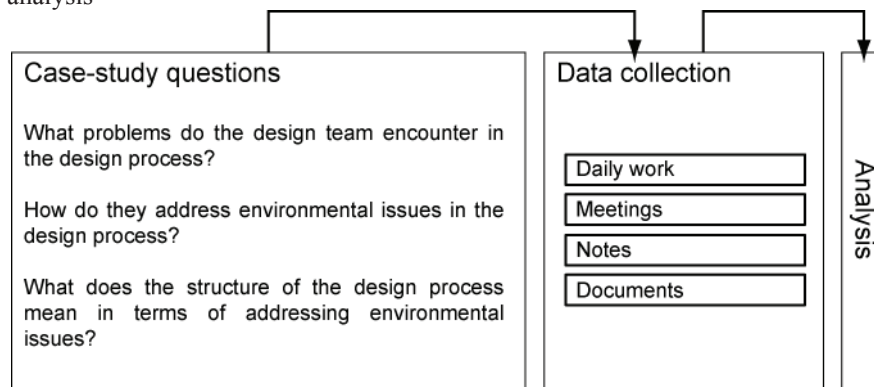 analysis
Case-study questions
What problems do the design team encounter in
the design process?
How do they address environmental issues in the
design process?
What does the structure of the design process
mean in terms of addressing environmental
issues?
Data collection
Daily work
Meetings
Notes
Documents
Analysis